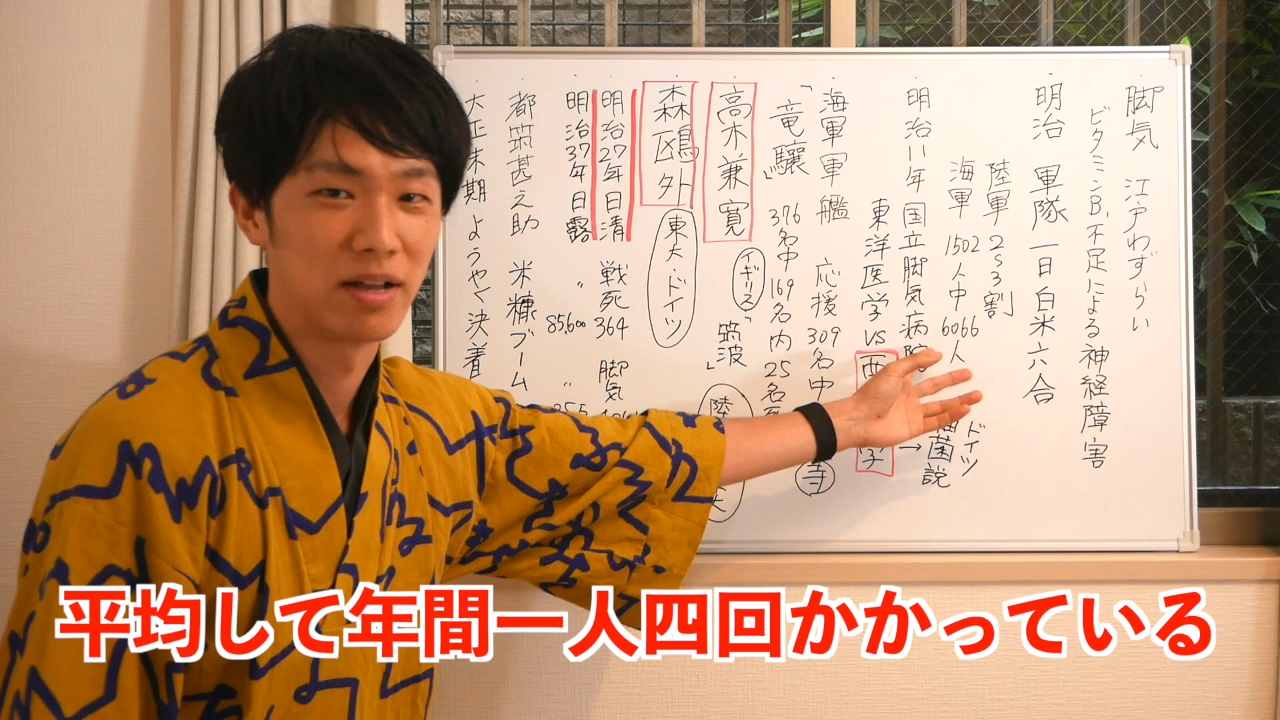 脚気 江戸わずらい
ビタミンB₁不足による神経障害
明治 軍隊 一日白米六合
陸軍 2〜3割
海軍 1502人中 6066人
ドイツ
細菌説
明治11年 国立脚気病院 →
東洋医学 vs 西
学
海軍軍艦 応援 309名中
「竜驤」 376名中 169名内 25名死
高木兼寛 イギリス 「筑波」
陸
森鴎外 東大・ドイツ
明治27年 日清 戦死 364 脚気
明治37年 日露 〃 85,600 〃
都筑甚之助 米糠ブーム
大正末期ようやく決着
平均して年間一人四回かかっている